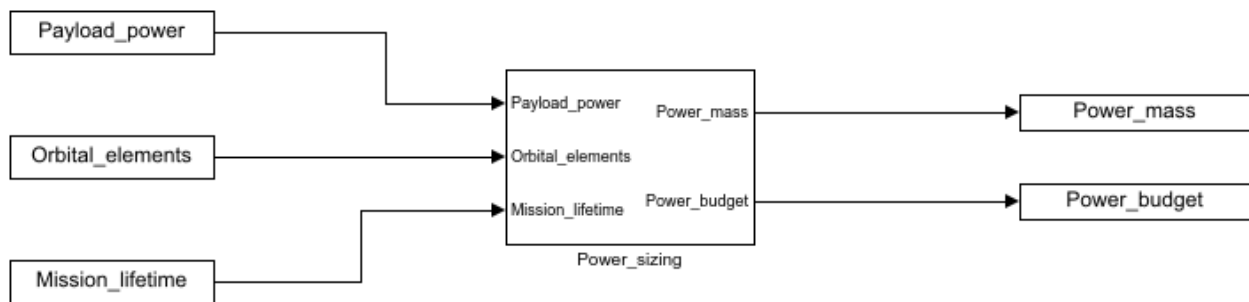 Payload_power
Orbital_elements
Mission_lifetime
Payload_power
Orbital_elements
Mission_lifetime
Power_mass
Power_budget
Power_sizing
Power_mass
Power_budget